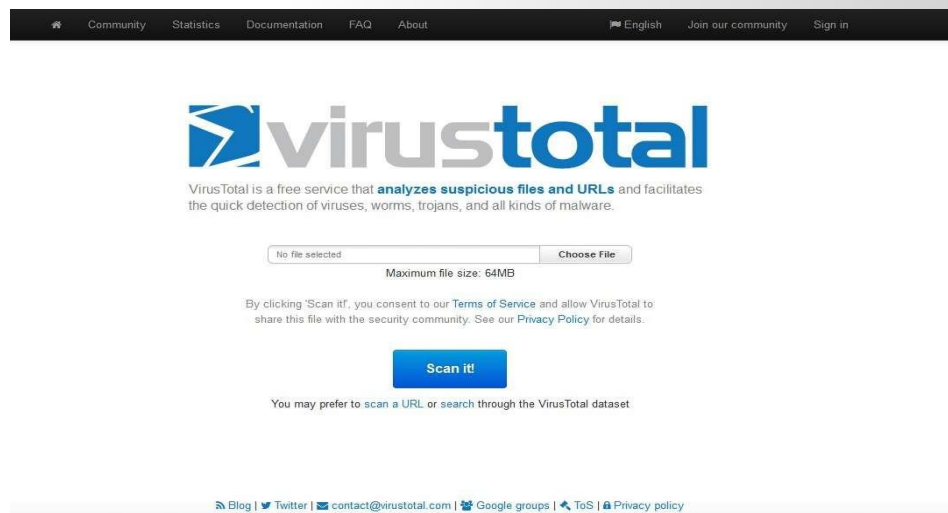 Community Statistics Documentation FAQ About English Join our community Sign in
virustotal
VirusTotal is a free service that analyzes suspicious files and URLs and facilitates
the quick detection of viruses, worms, trojans, and all kinds of malware.
No file selected Choose File
Maximum file size: 64MB
By clicking 'Scan it!', you consent to our Terms of Service and allow VirusTotal to
share this file with the security community. See our Privacy Policy for details.
Scan it!
You may prefer to scan a URL or search through the VirusTotal dataset
Blog | Twitter | contact@virustotal.com | Google groups | ToS | Privacy policy